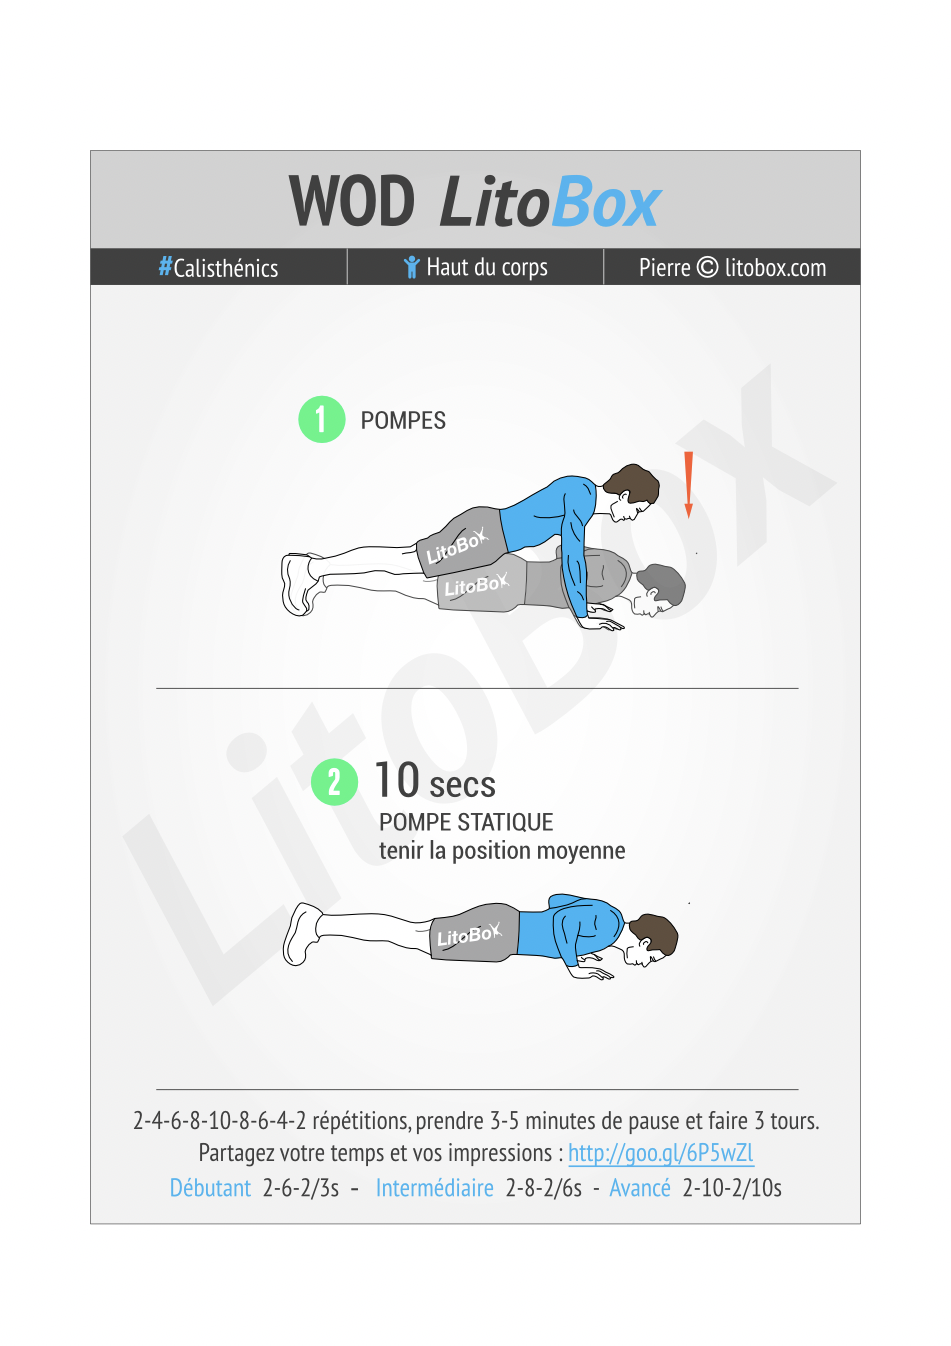 WOD LitoBox
#Calisthénics
Haut du corps
Pierre © litobox.com
1 POMPES
LitoBox
LitoBox
2 10 secs
POMPE STATIQUE
tenir la position moyenne
LitoBox
LitoBox
2-4-6-8-10-8-6-4-2 répétitions, prendre 3-5 minutes de pause et faire 3 tours.
Partagez votre temps et vos impressions : http://goo.gl/6P5wZl
Débutant 2-6-2/3s - Intermédiaire 2-8-2/6s - Avancé 2-10-2/10s